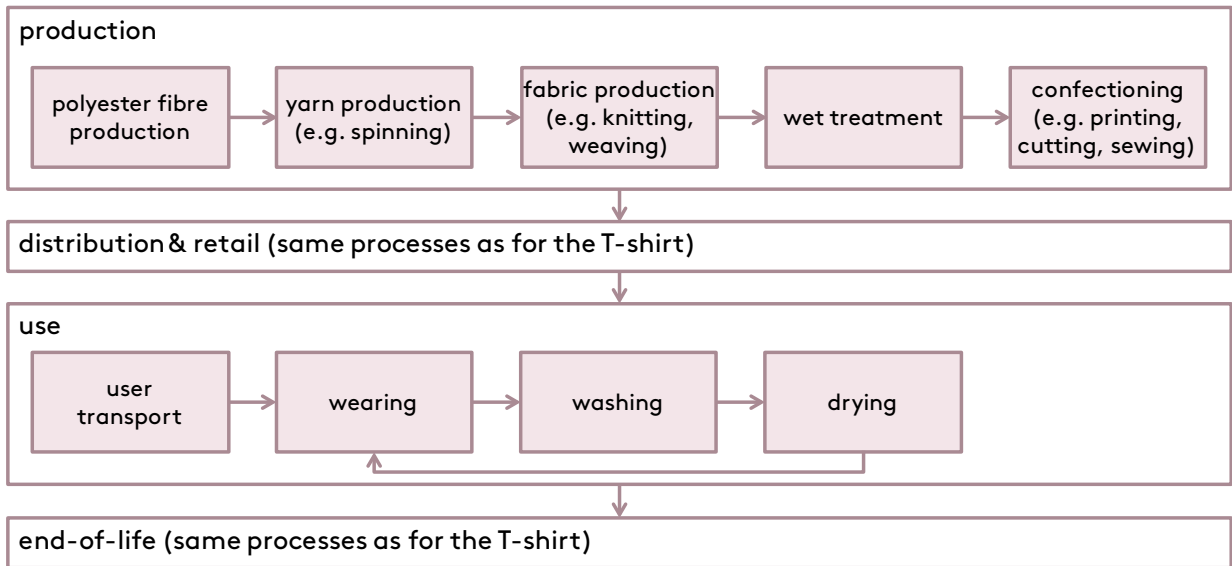 production
polyester fibre
production
yarn production
(e.g. spinning)
fabric production
(e.g. knitting,
weaving)
wet treatment
confectioning
(e.g. printing,
cutting, sewing)
distribution & retail (same processes as for the T-shirt)
use
user
transport
wearing
washing
drying
end-of-life (same processes as for the T-shirt)